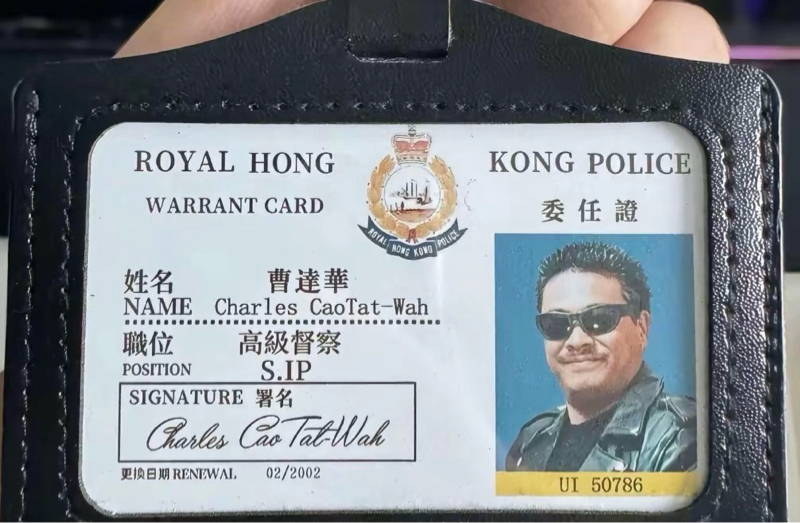 ROYAL HONG KONG POLICE
WARRANT CARD
委任證
ROYAL HONG KONG POLICE
姓名 曹達華
NAME Charles CaoTat-Wah
職位 高級督察
POSITION S.IP
SIGNATURE 署名
Charles Cao Tat-Wah
更換日期 RENEWAL 02/2002
UI 50786